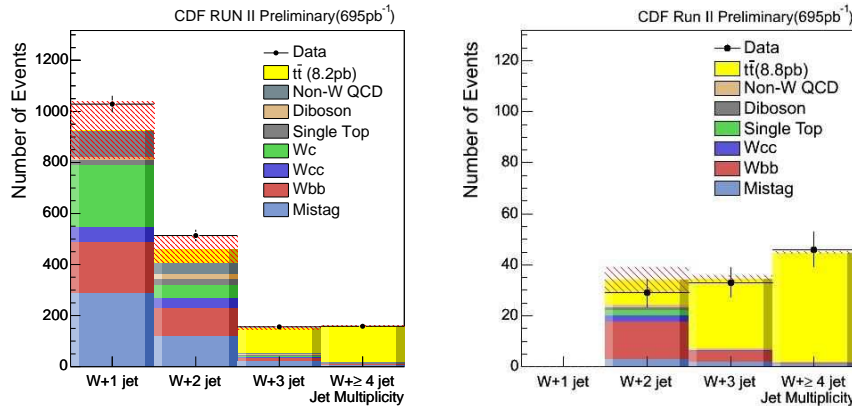 CDF RUN II Preliminary(695pb⁻¹)
Number of Events
1200
1000
800
600
400
200
0
Data
tt̄ (8.2pb)
Non-W QCD
Diboson
Single Top
Wc
Wcc
Wbb
Mistag
W+1 jet
W+2 jet
W+3 jet
W+≥ 4 jet
Jet Multiplicity
CDF Run II Preliminary(695pb⁻¹)
Number of Events
120
100
80
60
40
20
0
Data
tt̄(8.8pb)
Non-W QCD
Diboson
Single Top
Wcc
Wbb
Mistag
W+1 jet
W+2 jet
W+3 jet
W+≥ 4 jet
Jet Multiplicity